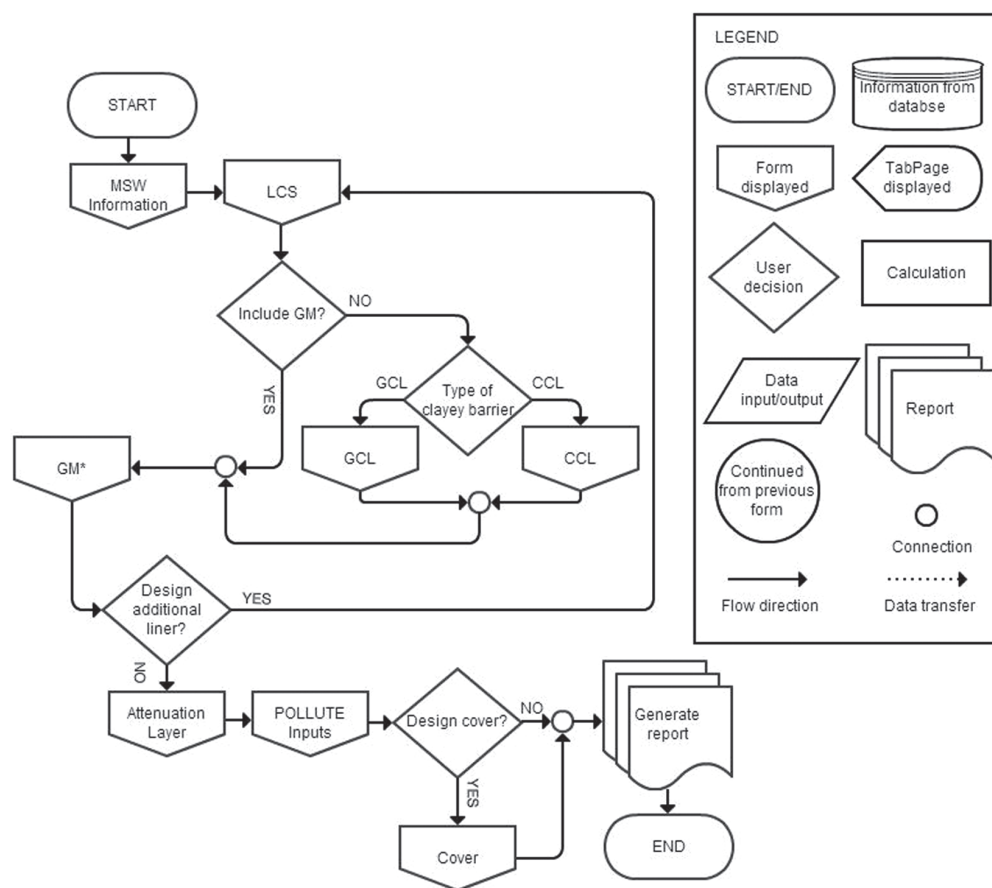 START
MSW
Information
LCS
Include GM?
NO
YES
Type of
clayey barrier
GCL
CCL
GCL
CCL
GM*
Design
additional
liner?
YES
NO
Attenuation
Layer
POLLUTE
Inputs
Design cover?
NO
YES
Cover
Generate
report
END
LEGEND
START/END
Information from
databse
Form
displayed
TabPage
displayed
User
decision
Calculation
Data
input/output
Report
Continued
from previous
form
Connection
Flow direction
Data transfer